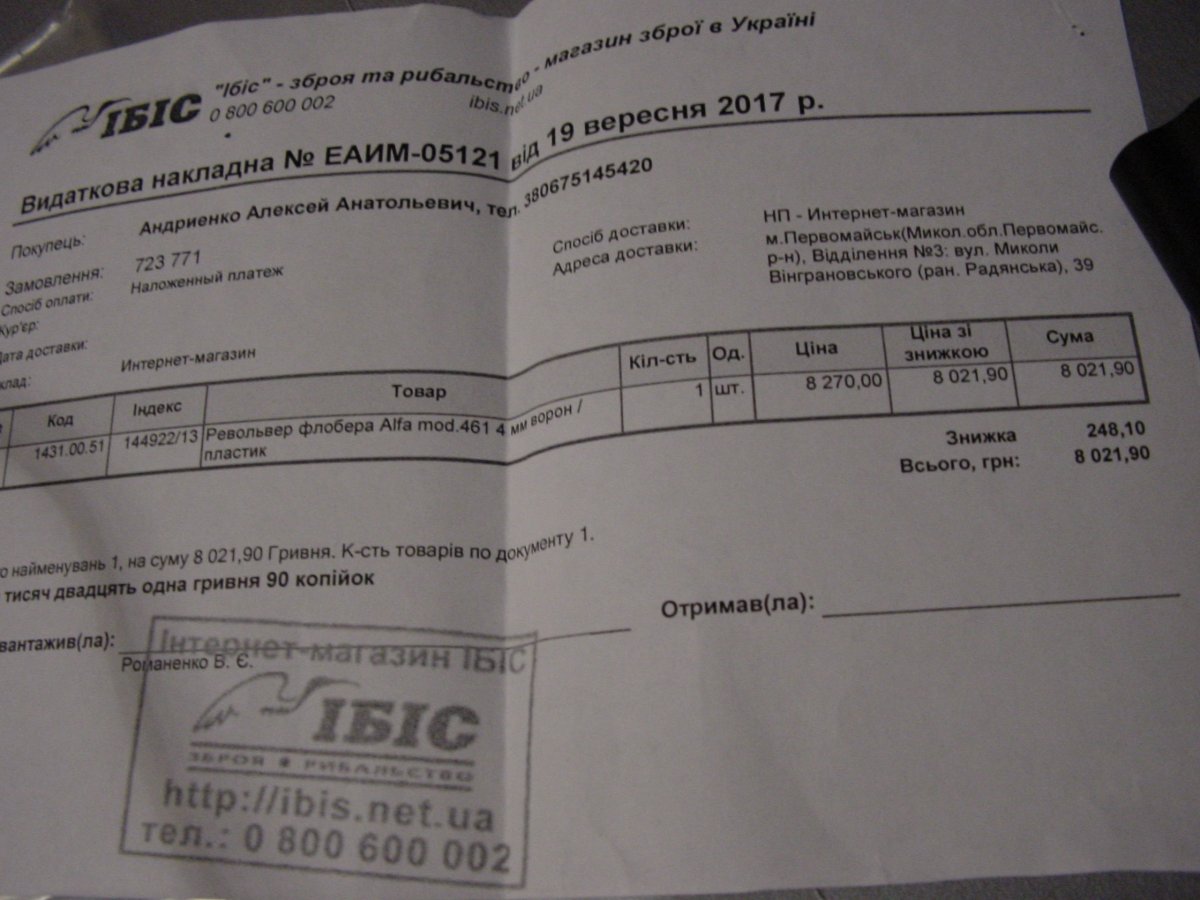 "Ібіс" - зброя та рибальство - магазин зброї в Україні
ІБІС 0 800 600 002 ibis.net.ua
Видаткова накладна № ЕАИМ-05121 від 19 вересня 2017 р.
Покупець: Андриенко Алексей Анатольевич, тел. 380675145420
Замовлення: 723 771
Спосіб оплати: Наложенный платеж
Кур'єр:
Дата доставки:
клад: Интернет-магазин
Спосіб доставки: НП - Интернет-магазин
Адреса доставки: м.Первомайськ(Микол.обл.Первомайс.
р-н), Відділення №3: вул. Миколи
Вінграновського (ран. Радянська), 39
Код Індекс Товар Кіл-сть Од. Ціна Ціна зі знижкою Сума
1431.00.51 144922/13 Револьвер флобера Alfa mod.461 4 мм ворон / 1 шт. 8 270,00 8 021,90 8 021,90
пластик
Знижка 248,10
Всього, грн: 8 021,90
о найменувань 1, на суму 8 021,90 Гривня. К-сть товарів по документу 1.
тисяч двадцять одна гривня 90 копійок
вантажив(ла): Отримав(ла):
Романенко В. Є.
Інтернет-магазин ІБІС
ІБІС
ЗБРОЯ РИБАЛЬСТВО
http://ibis.net.ua
тел.: 0 800 600 002